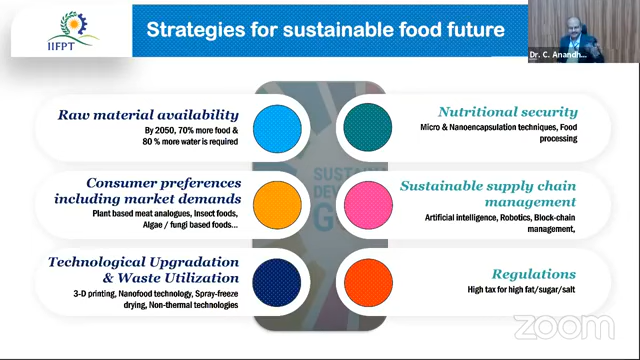 IIFPT
Strategies for sustainable food future
Dr. C. Anandh...
Raw material availability
By 2050, 70% more food &
80 % more water is required
Consumer preferences
including market demands
Plant based meat analogues, Insect foods,
Algae / fungi based foods...
Technological Upgradation
& Waste Utilization
3-D printing, Nanofood technology, Spray-freeze
drying, Non-thermal technologies
Nutritional security
Micro & Nanoencapsulation techniques, Food
processing
Sustainable supply chain
management
Artificial intelligence, Robotics, Block-chain
management,
Regulations
High tax for high fat/sugar/salt
SUSTAIN
DEVE
zoom